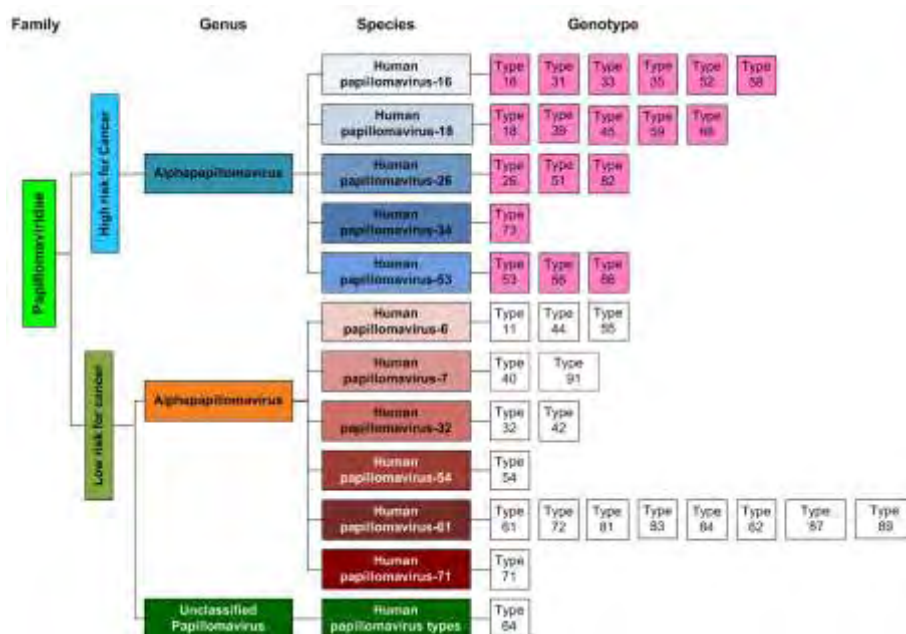 Family Genus Species Genotype
Papillomaviridae
High risk for Cancer
Alphapapillomavirus
Human
papillomavirus-16
Type Type Type Type Type Type
16 31 33 35 52 58
Human
papillomavirus-18
Type Type Type Type Type
18 39 45 59 68
Human
papillomavirus-26
Type Type Type
26 51 82
Human
papillomavirus-34
Type
73
Human
papillomavirus-53
Type Type Type
53 56 66
Low risk for cancer
Alphapapillomavirus
Human
papillomavirus-6
Type Type Type
11 44 55
Human
papillomavirus-7
Type Type
40 91
Human
papillomavirus-32
Type Type
32 42
Human
papillomavirus-54
Type
54
Human
papillomavirus-61
Type Type Type Type Type Type Type Type
61 72 81 83 84 62 87 89
Human
papillomavirus-71
Type
71
Unclassified
Papillomavirus
Human
papillomavirus types
Type
64